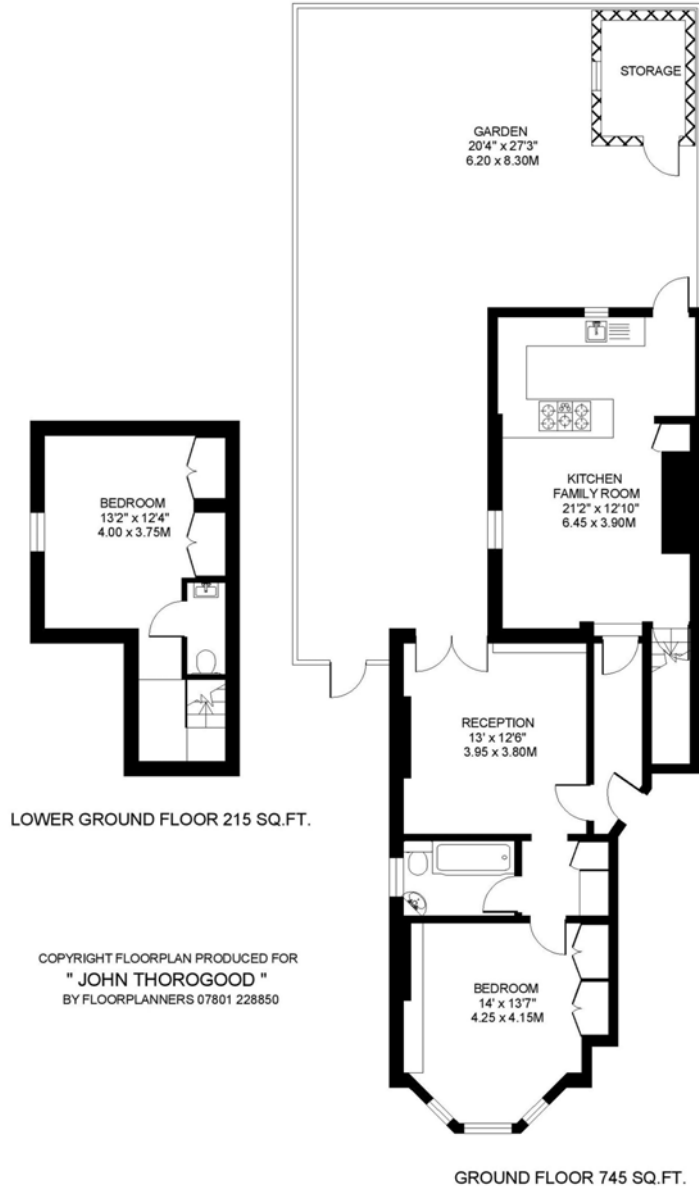 STORAGE
GARDEN
20'4" x 27'3"
6.20 x 8.30M
KITCHEN
FAMILY ROOM
21'2" x 12'10"
6.45 x 3.90M
BEDROOM
13'2" x 12'4"
4.00 x 3.75M
RECEPTION
13' x 12'6"
3.95 x 3.80M
LOWER GROUND FLOOR 215 SQ.FT.
COPYRIGHT FLOORPLAN PRODUCED FOR
" JOHN THOROGOOD "
BY FLOORPLANNERS 07801 228850
BEDROOM
14' x 13'7"
4.25 x 4.15M
GROUND FLOOR 745 SQ.FT.